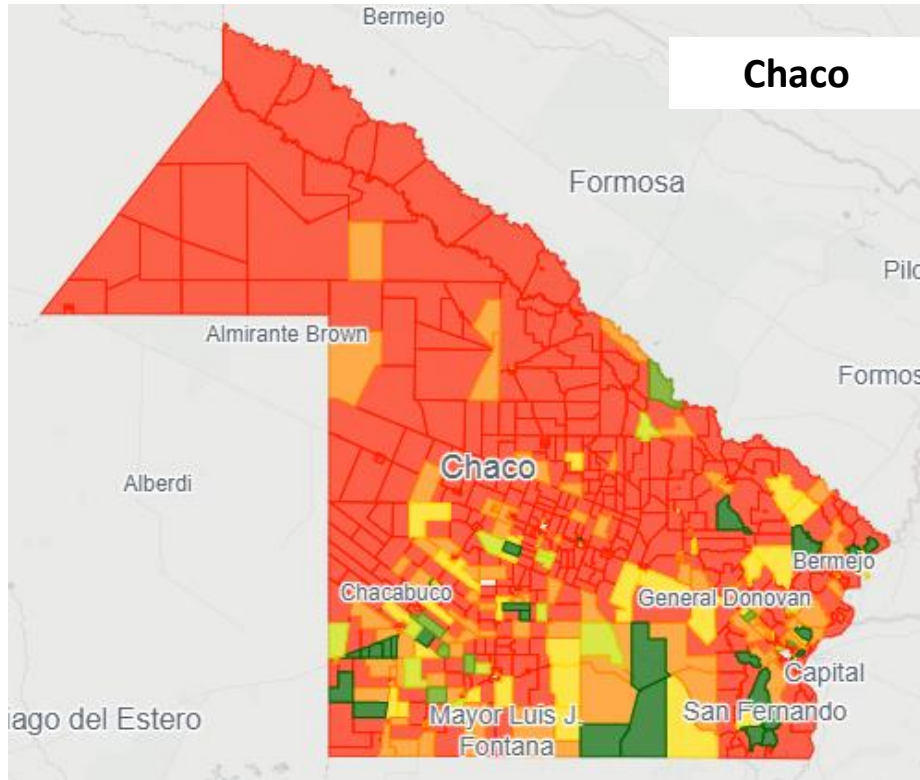 Bermejo
Chaco
Formosa
Pilc
Almirante Brown
Formos
Chaco
Alberdi
Bermejo
Chacabuco
General Donovan
Capital
iago del Estero
Mayor Luis J.
Fontana
San Fernando